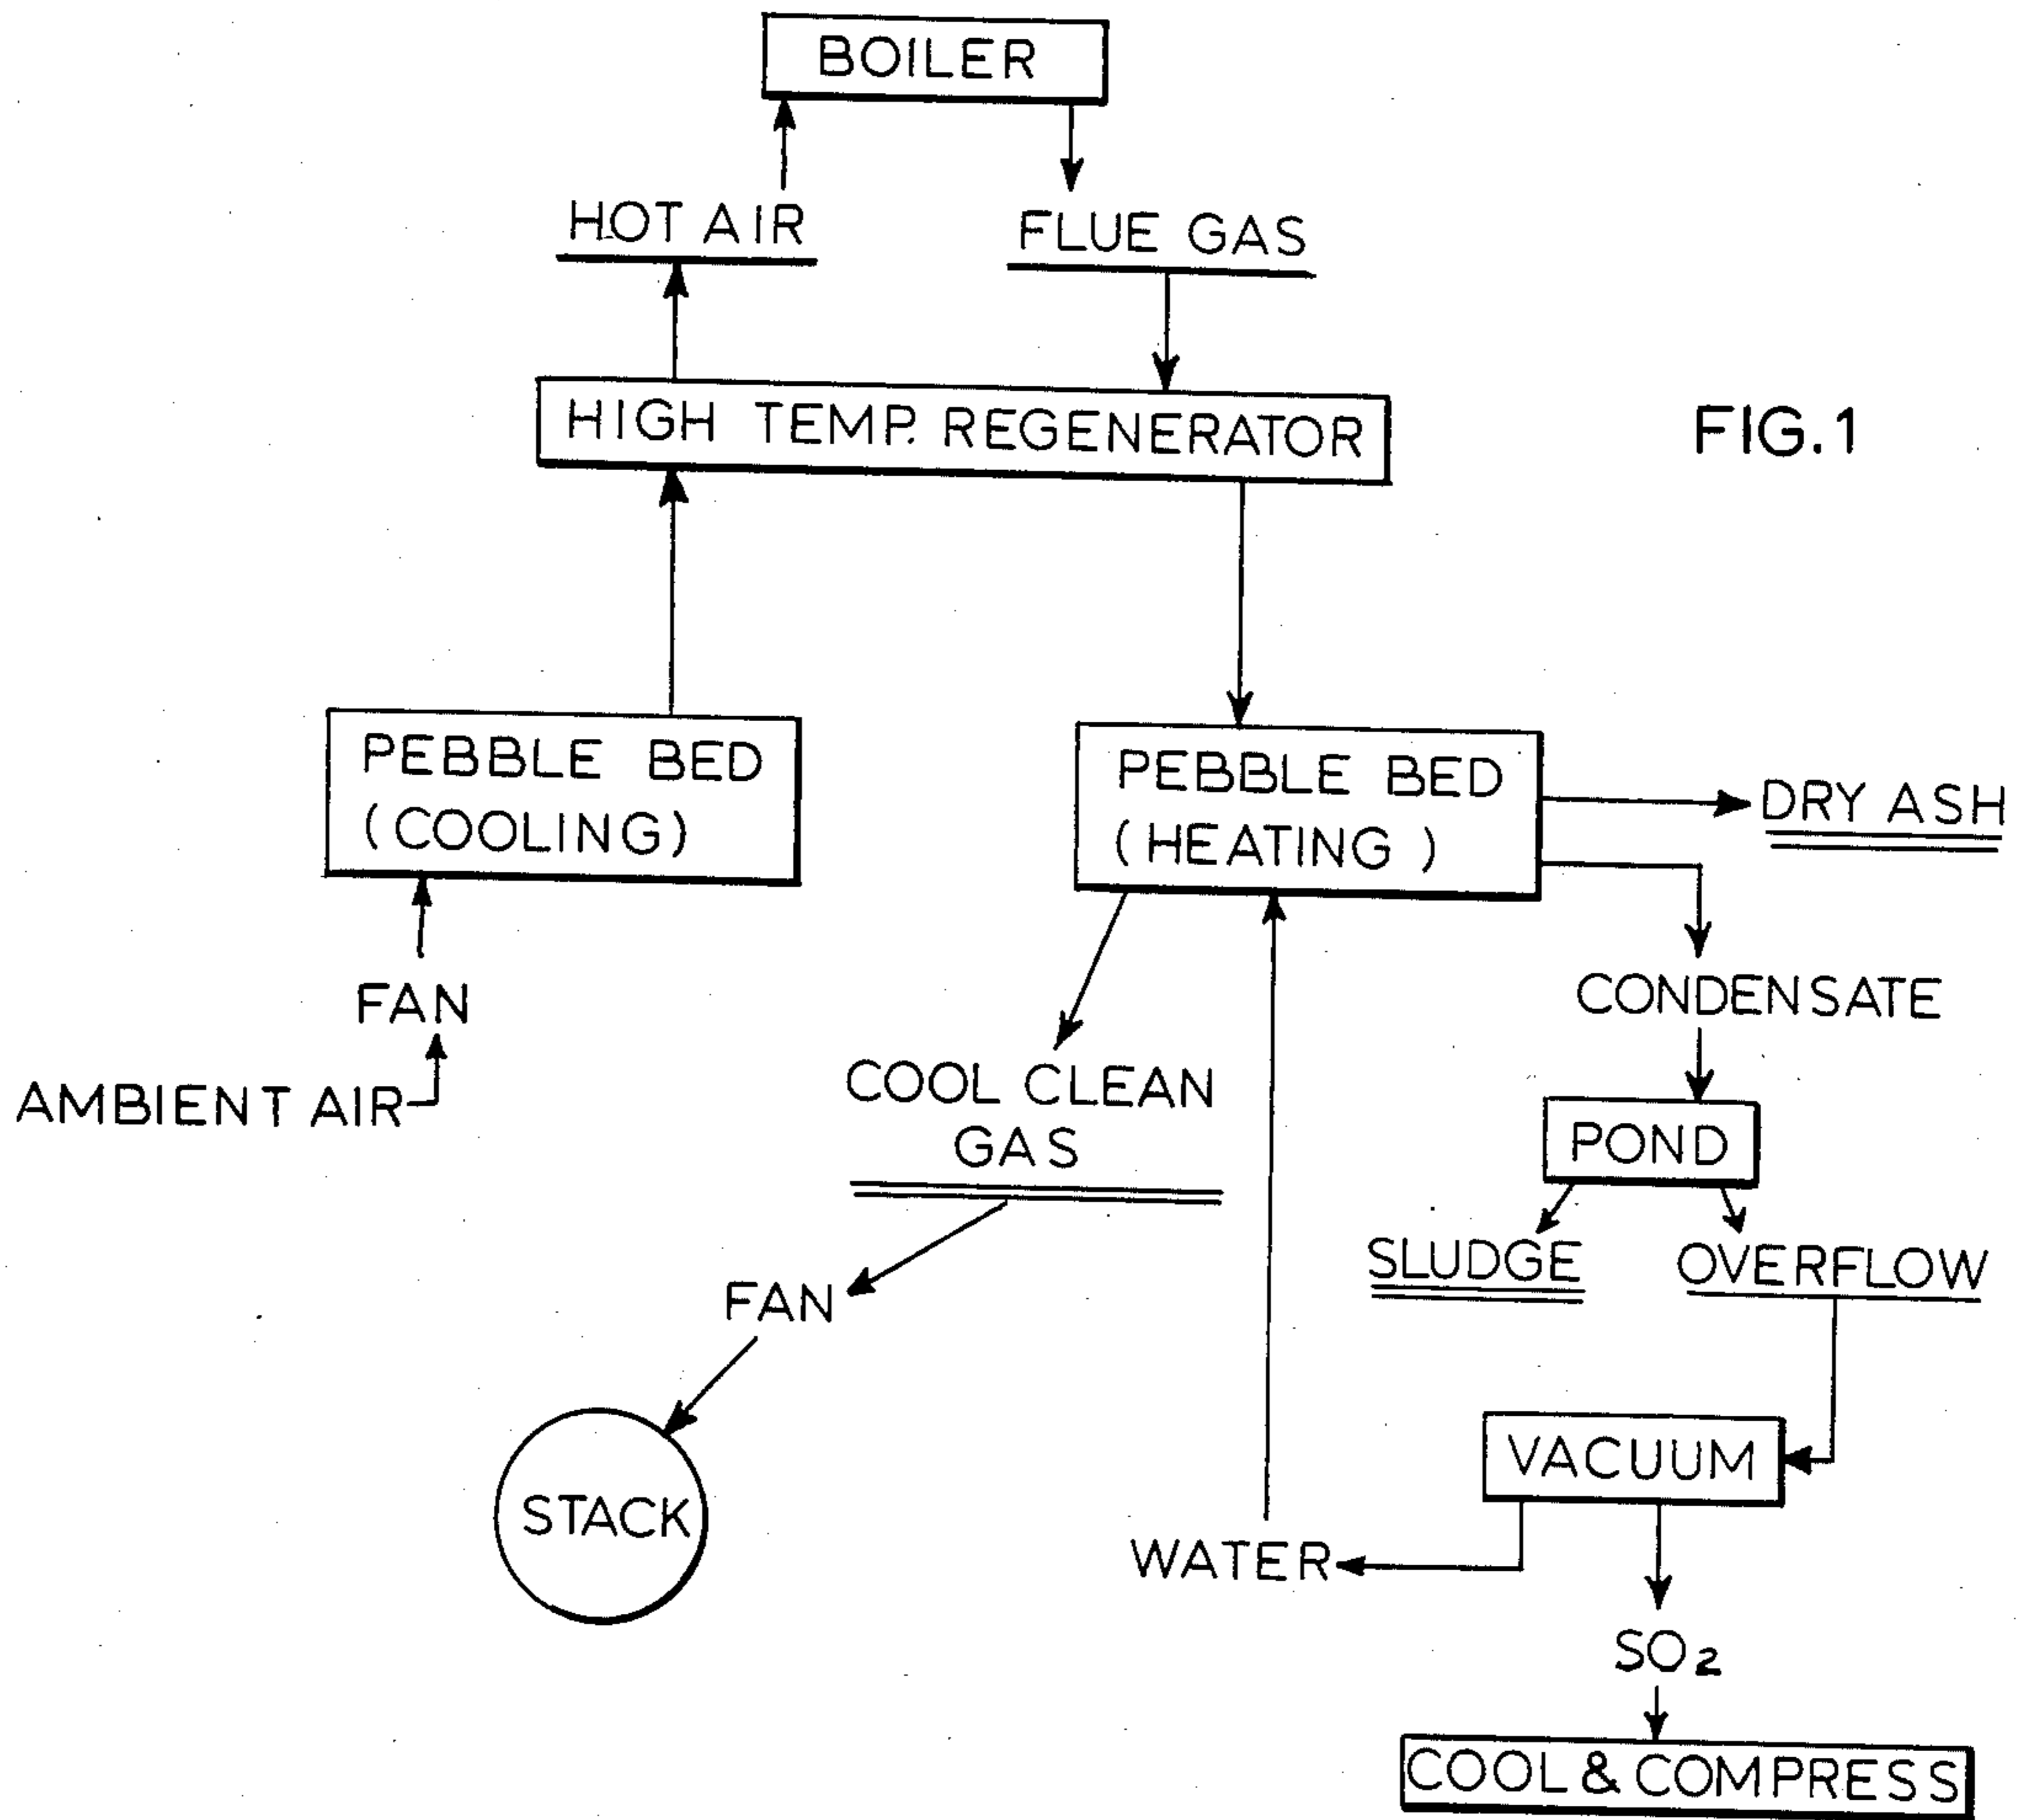 BOILER
HOT AIR
FLUE GAS
HIGH TEMP. REGENERATOR
FIG.1
PEBBLE BED
(COOLING)
PEBBLE BED
(HEATING)
DRY ASH
FAN
CONDENSATE
AMBIENT AIR
COOL CLEAN
GAS
POND
SLUDGE
OVERFLOW
FAN
VACUUM
STACK
WATER
SO2
COOL & COMPRESS